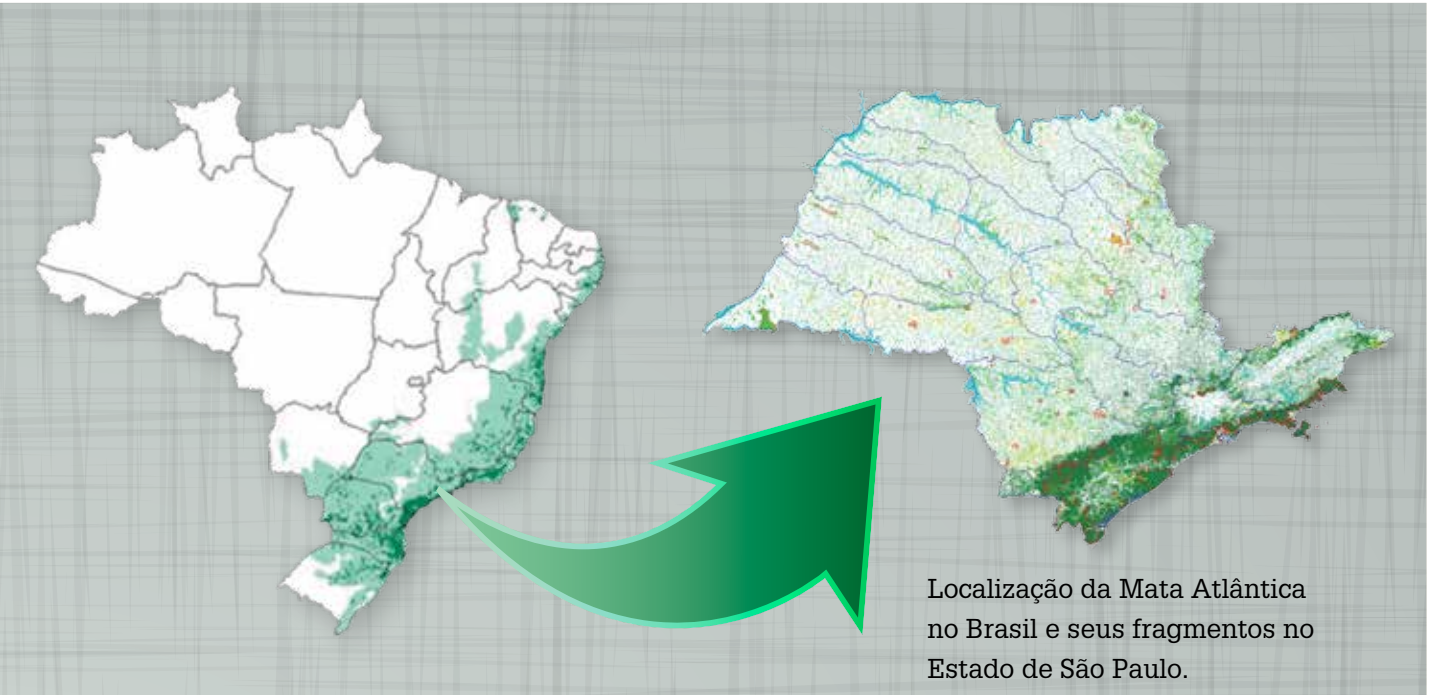 Localização da Mata Atlântica
no Brasil e seus fragmentos no
Estado de São Paulo.